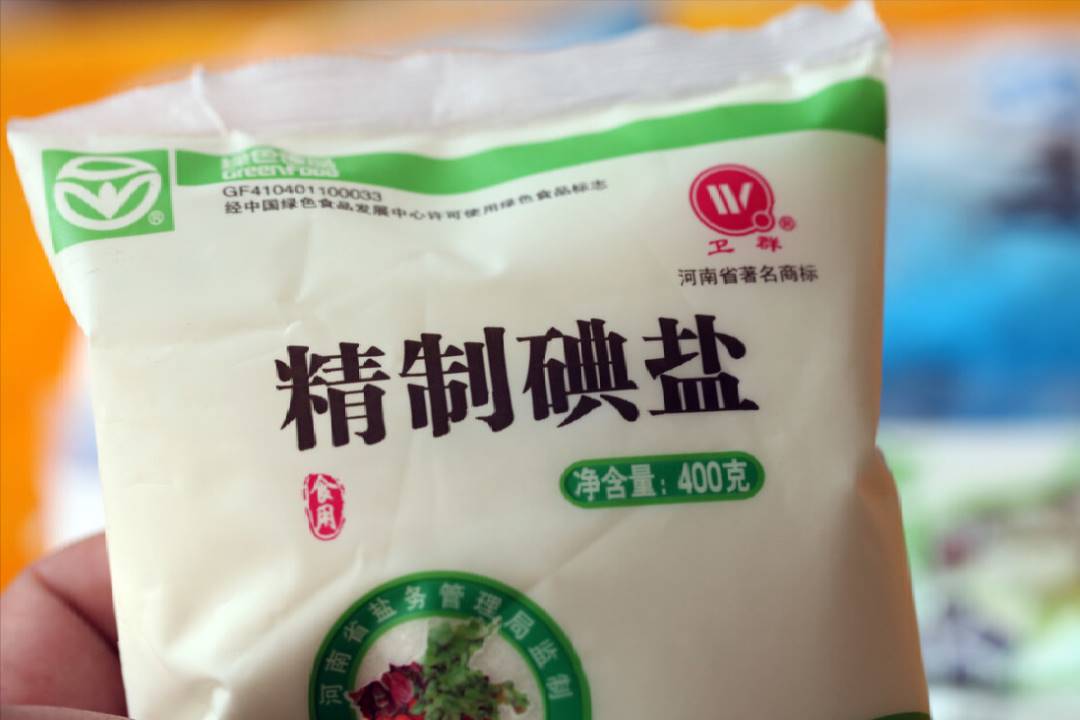 绿色食品
GreenFood
GF410401100033
经中国绿色食品发展中心许可使用绿色食品标志
卫群
河南省著名商标
精制碘盐
食用
净含量：400克
河南省盐务管理局监制